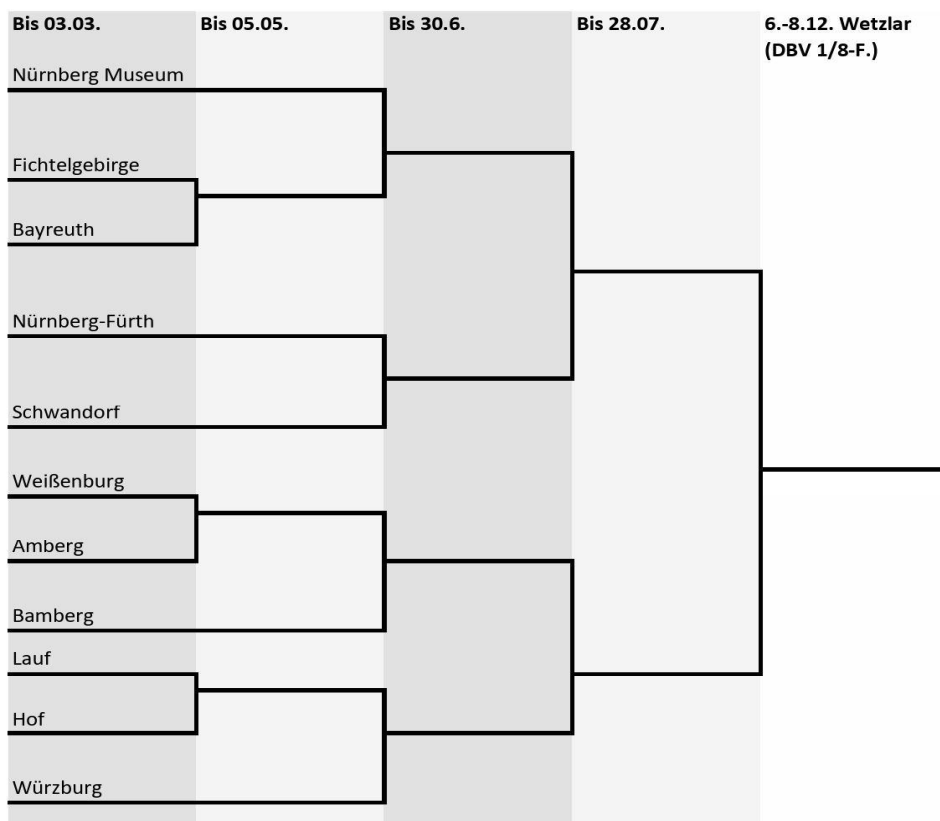 Bis 03.03.
Bis 05.05.
Bis 30.6.
Bis 28.07.
6.-8.12. Wetzlar
(DBV 1/8-F.)
Nürnberg Museum
Fichtelgebirge
Bayreuth
Nürnberg-Fürth
Schwandorf
Weißenburg
Amberg
Bamberg
Lauf
Hof
Würzburg